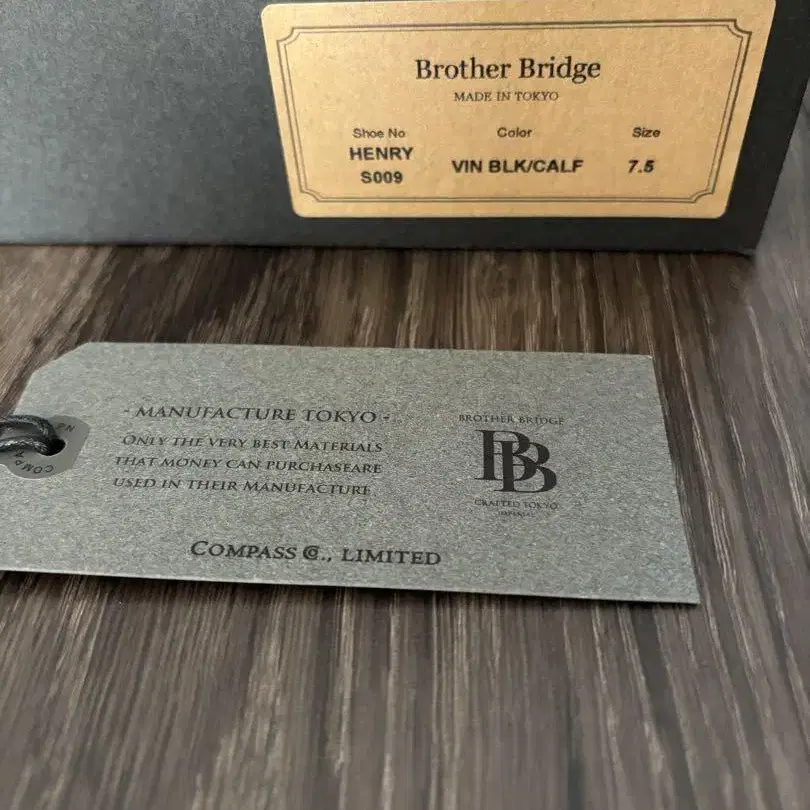 Brother Bridge
MADE IN TOKYO
Shoe No Color Size
HENRY
S009 VIN BLK/CALF 7.5
- MANUFACTURE TOKYO -
ONLY THE VERY BEST MATERIALS
THAT MONEY CAN PURCHASEARE
USED IN THEIR MANUFACTURE
COMPASS Co., LIMITED
BROTHER BRIDGE
BB
CRAFTED TOKYO